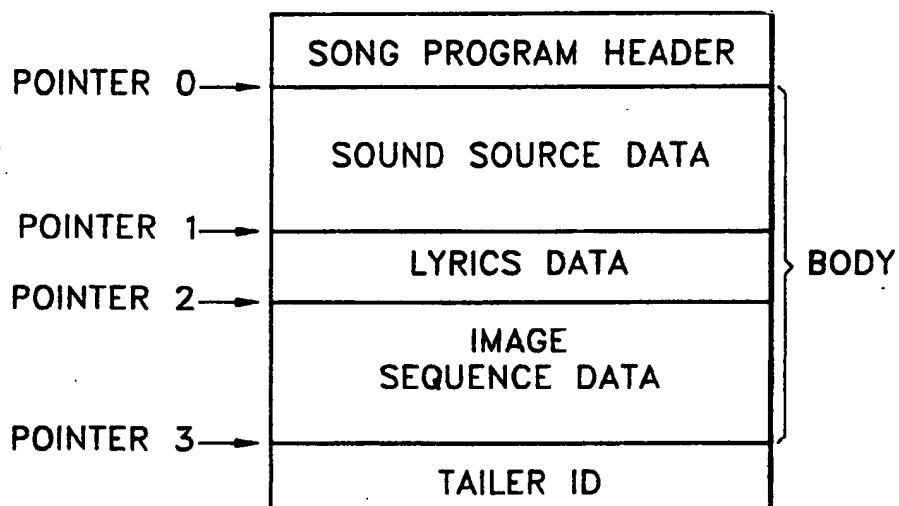 SONG PROGRAM HEADER
POINTER 0
SOUND SOURCE DATA
POINTER 1
LYRICS DATA
BODY
POINTER 2
IMAGE
SEQUENCE DATA
POINTER 3
TAILER ID